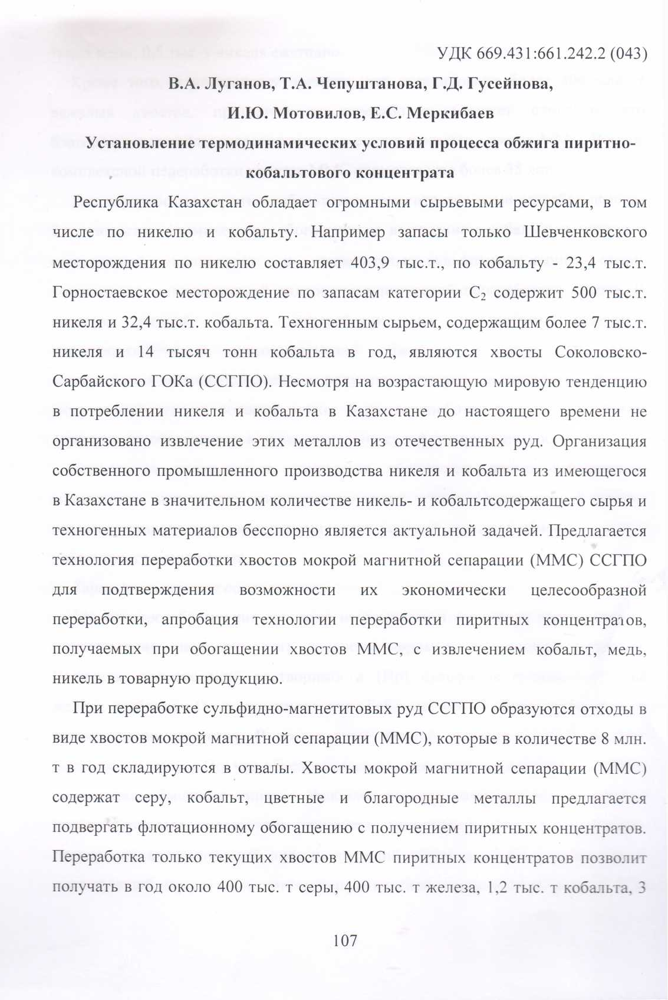 УДК 669.431:661.242.2 (043)
В.А. Луганов, Т.А. Чепуштанова, Г.Д. Гусейнова,
И.Ю. Мотовилов, Е.С. Меркибаев
Установление термодинамических условий процесса обжига пиритно-
кобальтового концентрата
Республика Казахстан обладает огромными сырьевыми ресурсами, в том
числе по никелю и кобальту. Например запасы только Шевченковского
месторождения по никелю составляет 403,9 тыс.т., по кобальту - 23,4 тыс.т.
Горностаевское месторождение по запасам категории С₂ содержит 500 тыс.т.
никеля и 32,4 тыс.т. кобальта. Техногенным сырьем, содержащим более 7 тыс.т.
никеля и 14 тысяч тонн кобальта в год, являются хвосты Соколовско-
Сарбайского ГОКа (ССГПО). Несмотря на возрастающую мировую тенденцию
в потреблении никеля и кобальта в Казахстане до настоящего времени не
организовано извлечение этих металлов из отечественных руд. Организация
собственного промышленного производства никеля и кобальта из имеющегося
в Казахстане в значительном количестве никель- и кобальтсодержащего сырья и
техногенных материалов бесспорно является актуальной задачей. Предлагается
технология переработки хвостов мокрой магнитной сепарации (ММС) ССГПО
для подтверждения возможности их экономически целесообразной
переработки, апробация технологии переработки пиритных концентратов,
получаемых при обогащении хвостов ММС, с извлечением кобальт, медь,
никель в товарную продукцию.
При переработке сульфидно-магнетитовых руд ССГПО образуются отходы в
виде хвостов мокрой магнитной сепарации (ММС), которые в количестве 8 млн.
т в год складируются в отвалы. Хвосты мокрой магнитной сепарации (ММС)
содержат серу, кобальт, цветные и благородные металлы предлагается
подвергать флотационному обогащению с получением пиритных концентратов.
Переработка только текущих хвостов ММС пиритных концентратов позволит
получать в год около 400 тыс. т серы, 400 тыс. т железа, 1,2 тыс. т кобальта, 3
107